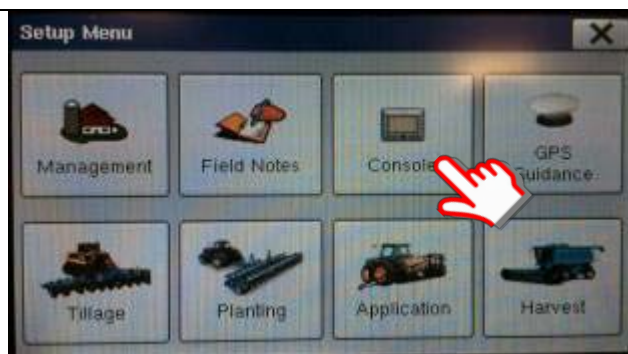 Setup Menu
Management
Field Notes
Console
GPS
Guidance
Tillage
Planting
Application
Harvest